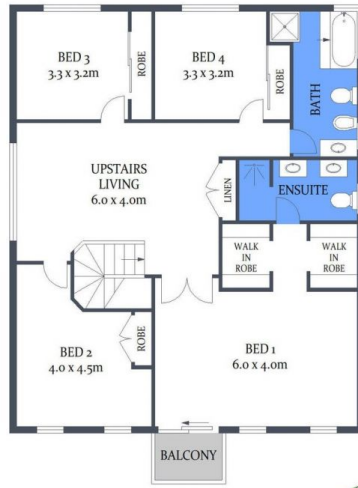 BED 3
3.3 x 3.2m
ROBE
BED 4
3.3 x 3.2m
ROBE
BATH
UPSTAIRS
LIVING
6.0 x 4.0m
LINEN
ENSUITE
WALK
IN
ROBE
WALK
IN
ROBE
BED 2
4.0 x 4.5m
ROBE
BED 1
6.0 x 4.0m
BALCONY